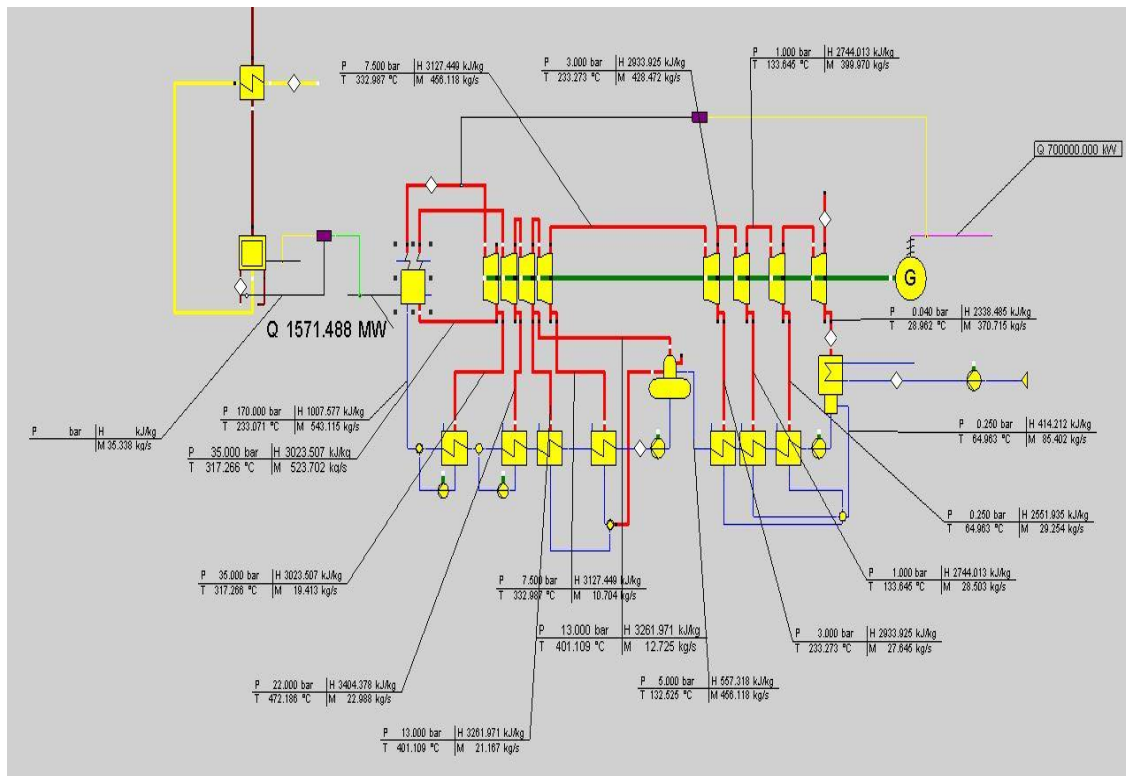 P 7.500 bar H 3127.449 kJ/kg
T 332.987 °C M 456.118 kg/s
P 3.000 bar H 2933.925 kJ/kg
T 233.273 °C M 428.472 kg/s
P 1.000 bar H 2744.013 kJ/kg
T 133.645 °C M 399.970 kg/s
Q 700000.000 kW
G
P 0.040 bar H 2338.485 kJ/kg
T 28.962 °C M 370.715 kg/s
Q 1571.488 MW
P 170.000 bar H 1007.577 kJ/kg
T 233.071 °C M 543.115 kg/s
P bar H kJ/kg
M 35.338 kg/s
P 35.000 bar H 3023.507 kJ/kg
T 317.266 °C M 523.702 kg/s
P 0.250 bar H 414.212 kJ/kg
T 64.963 °C M 85.402 kg/s
P 0.250 bar H 2551.935 kJ/kg
T 64.963 °C M 29.254 kg/s
P 35.000 bar H 3023.507 kJ/kg
T 317.266 °C M 19.413 kg/s
P 7.500 bar H 3127.449 kJ/kg
T 332.987 °C M 10.704 kg/s
P 1.000 bar H 2744.013 kJ/kg
T 133.645 °C M 28.503 kg/s
P 13.000 bar H 3261.971 kJ/kg
T 401.109 °C M 12.725 kg/s
P 3.000 bar H 2933.925 kJ/kg
T 233.273 °C M 27.645 kg/s
P 22.000 bar H 3404.378 kJ/kg
T 472.186 °C M 22.988 kg/s
P 5.000 bar H 557.318 kJ/kg
T 132.525 °C M 456.118 kg/s
P 13.000 bar H 3261.971 kJ/kg
T 401.109 °C M 21.167 kg/s